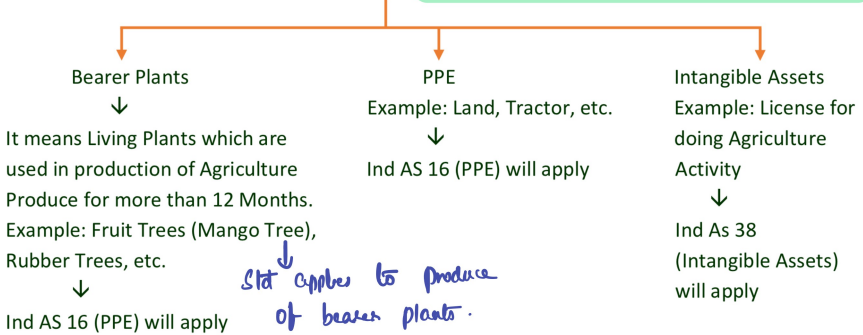 Bearer Plants
It means Living Plants which are
used in production of Agriculture
Produce for more than 12 Months.
Example: Fruit Trees (Mango Tree),
Rubber Trees, etc.
Std applies to produce
of bearer plants.
Ind AS 16 (PPE) will apply
PPE
Example: Land, Tractor, etc.
Ind AS 16 (PPE) will apply
Intangible Assets
Example: License for
doing Agriculture
Activity
Ind As 38
(Intangible Assets)
will apply